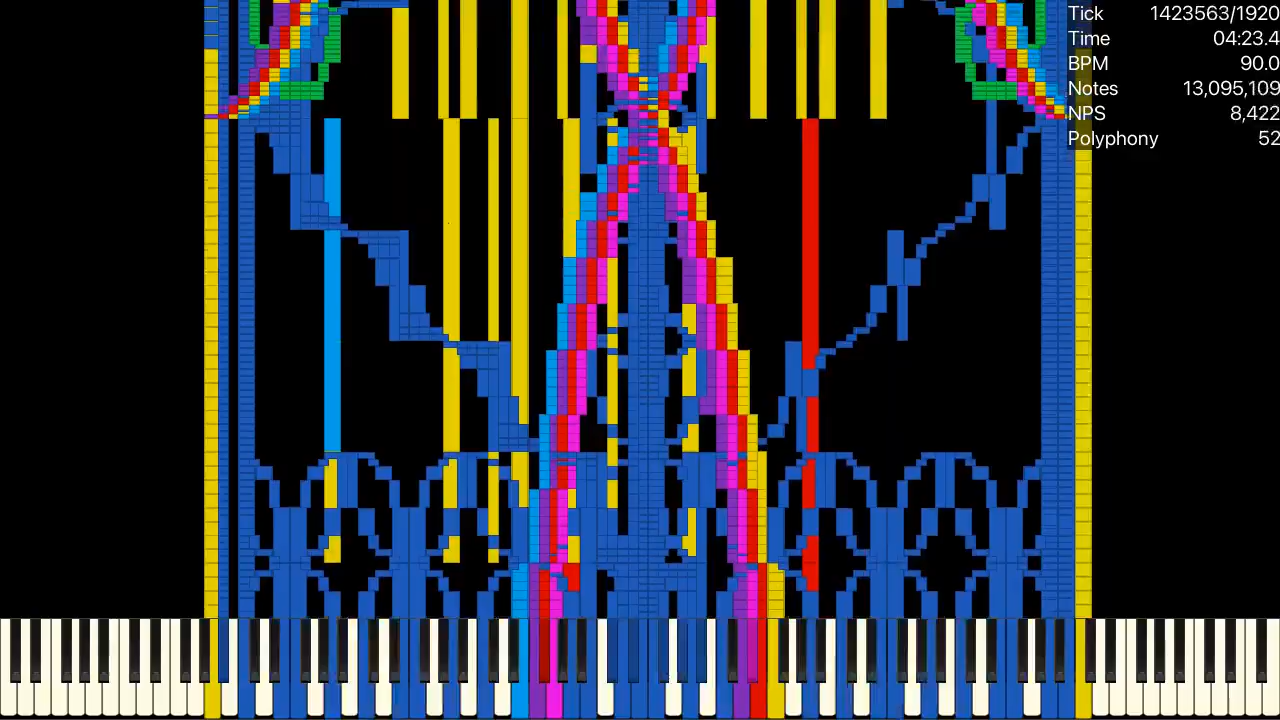 Tick 1423563/1920
Time 04:23.4
BPM 90.0
Notes 13,095,109
NPS 8,422
Polyphony 52